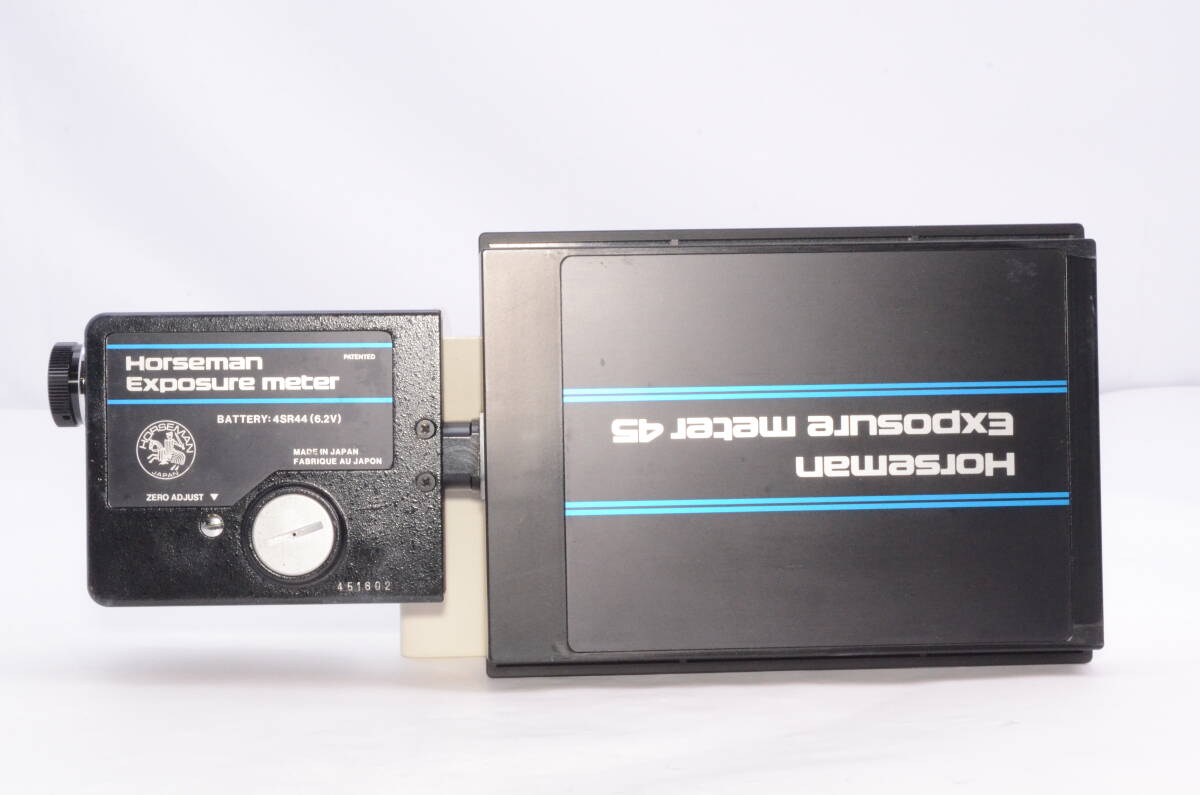 Horseman
Exposure meter
PATENTED
BATTERY: 4SR44 (6.2V)
HORSEMAN
JAPAN
MADE IN JAPAN
FABRIQUE AU JAPON
ZERO ADJUST ▼
451602
Horseman
Exposure meter 45